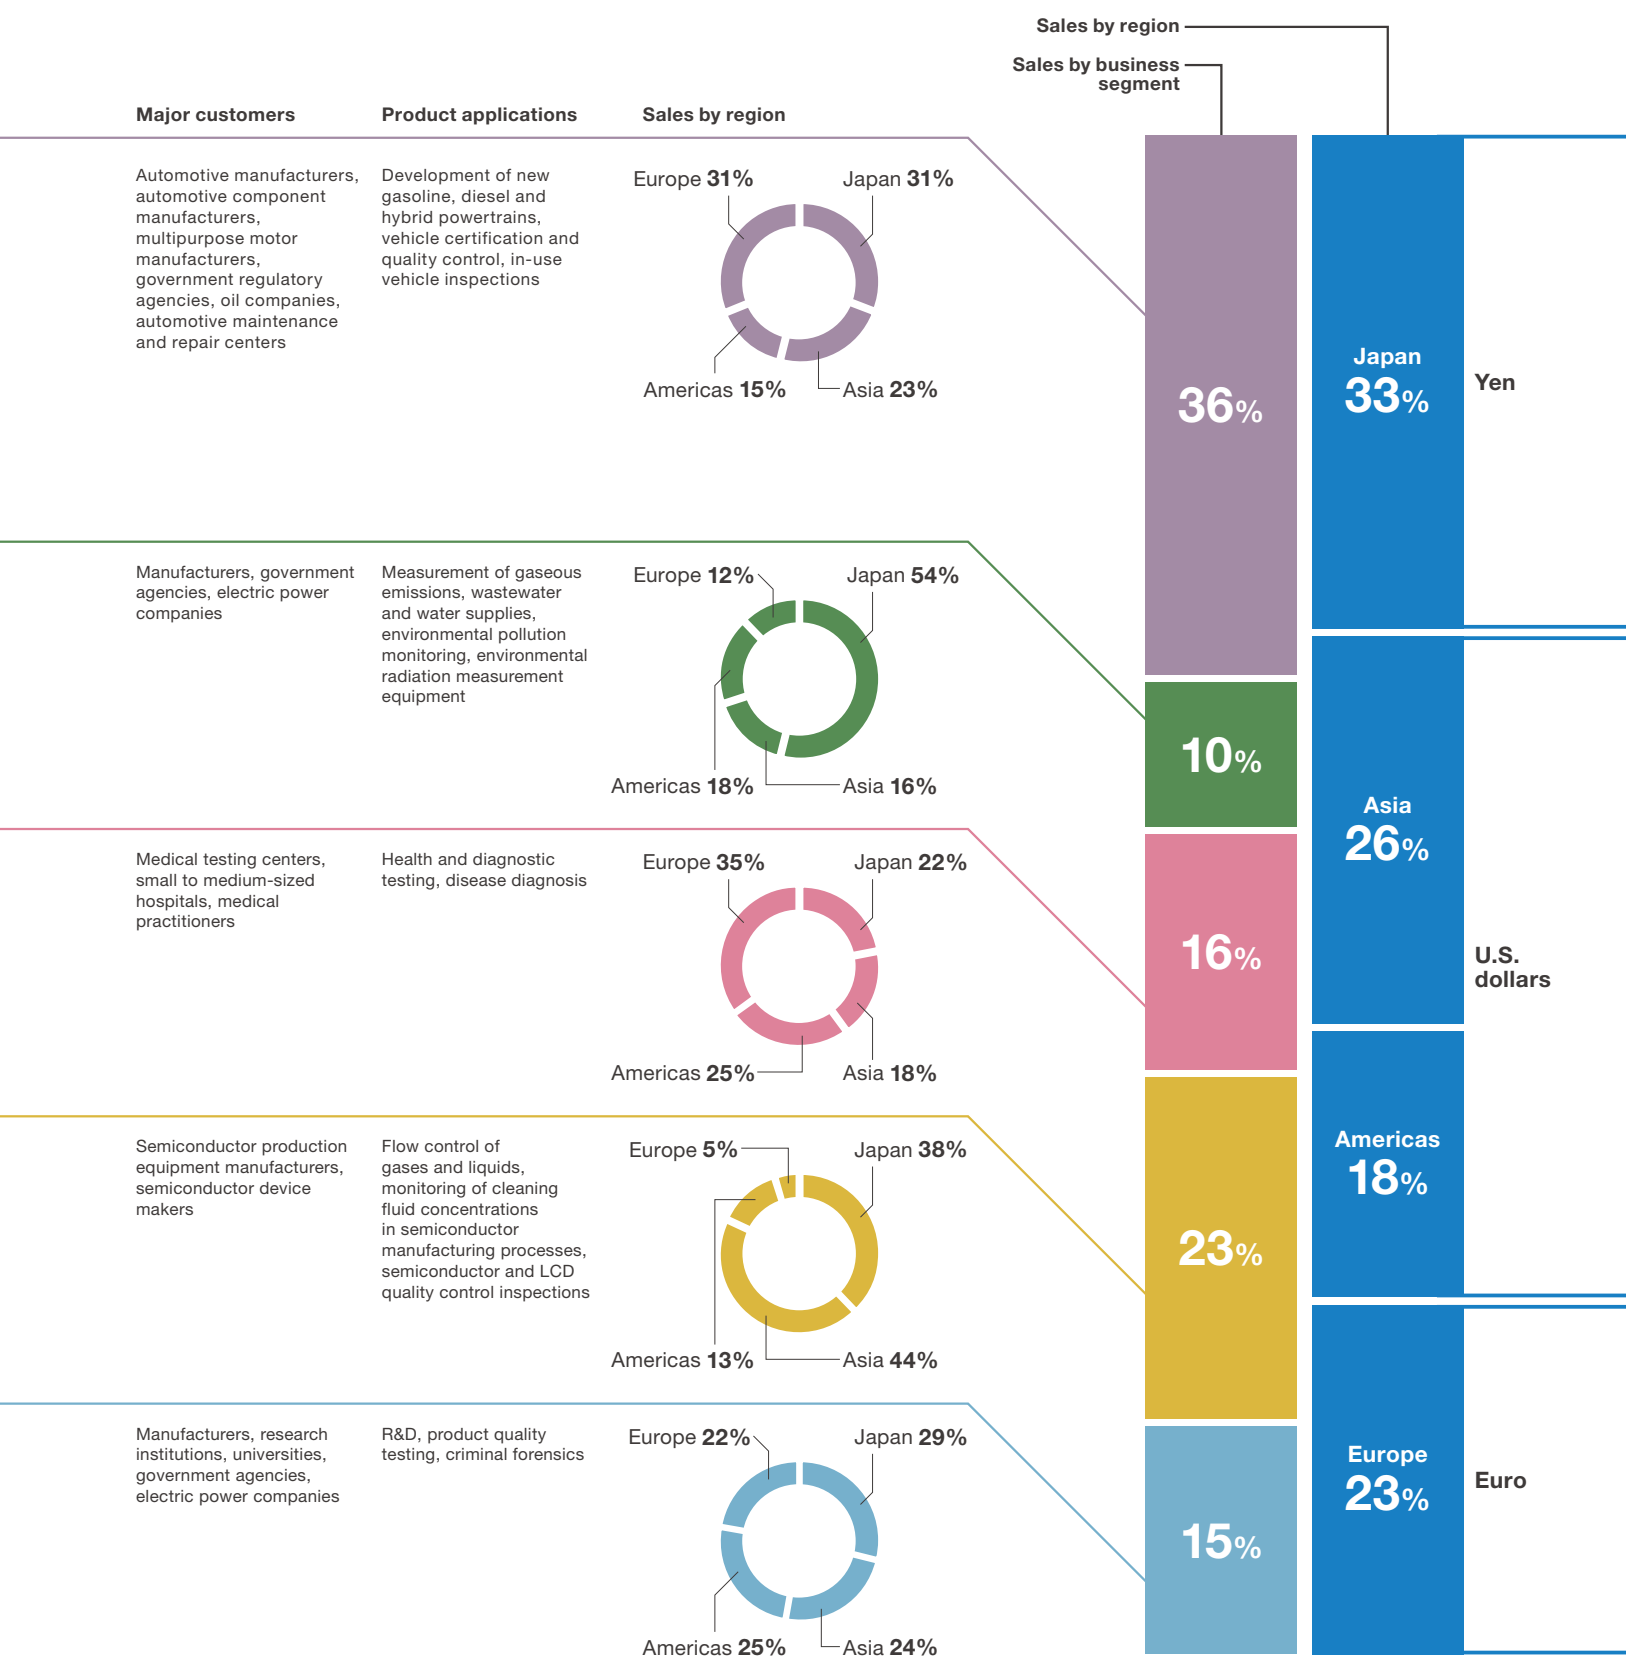 Sales by region
Sales by business
segment
Major customers
Product applications
Sales by region
Automotive manufacturers,
automotive component
manufacturers,
multipurpose motor
manufacturers,
government regulatory
agencies, oil companies,
automotive maintenance
and repair centers
Development of new
gasoline, diesel and
hybrid powertrains,
vehicle certification and
quality control, in-use
vehicle inspections
Europe 31%
Japan 31%
Americas 15%
Asia 23%
Manufacturers, government
agencies, electric power
companies
Measurement of gaseous
emissions, wastewater
and water supplies,
environmental pollution
monitoring, environmental
radiation measurement
equipment
Europe 12%
Japan 54%
Americas 18%
Asia 16%
Medical testing centers,
small to medium-sized
hospitals, medical
practitioners
Health and diagnostic
testing, disease diagnosis
Europe 35%
Japan 22%
Americas 25%
Asia 18%
Semiconductor production
equipment manufacturers,
semiconductor device
makers
Flow control of
gases and liquids,
monitoring of cleaning
fluid concentrations
in semiconductor
manufacturing processes,
semiconductor and LCD
quality control inspections
Europe 5%
Japan 38%
Americas 13%
Asia 44%
Manufacturers, research
institutions, universities,
government agencies,
electric power companies
R&D, product quality
testing, criminal forensics
Europe 22%
Japan 29%
Americas 25%
Asia 24%
36%
10%
16%
23%
15%
Japan
33%
Asia
26%
Americas
18%
Europe
23%
Yen
U.S.
dollars
Euro